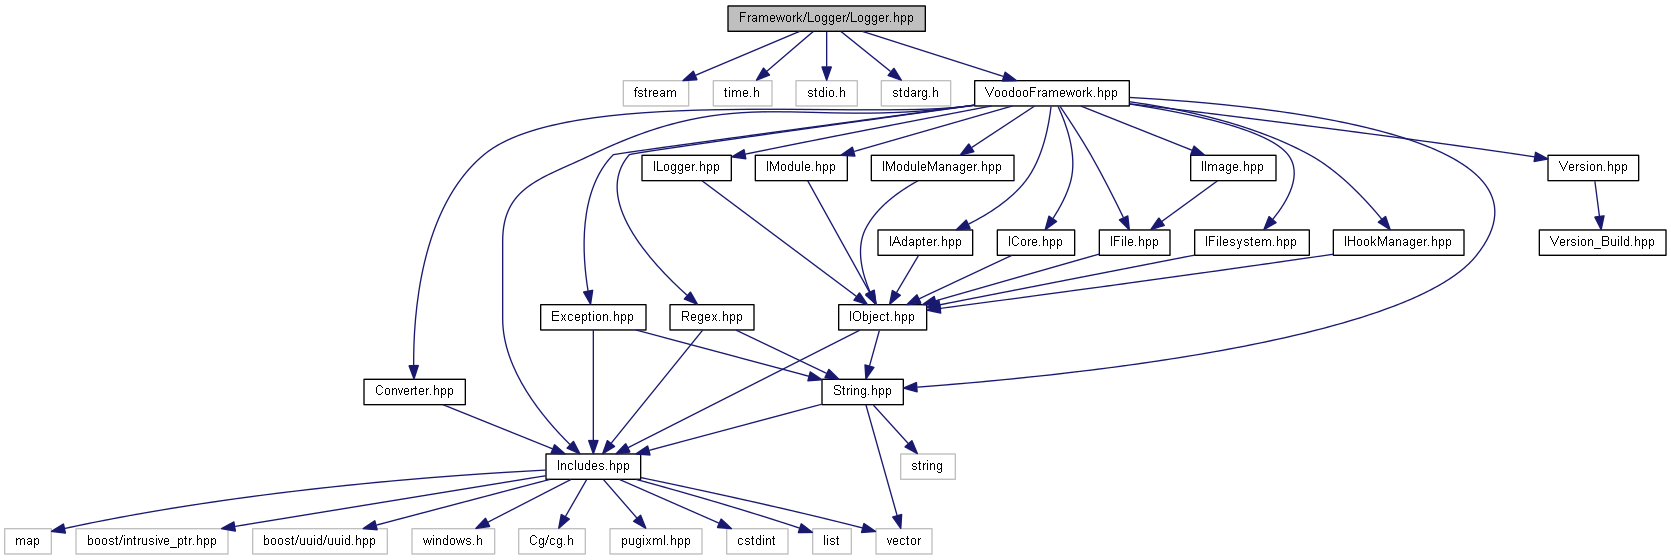 Framework/Logger/Logger.hpp
fstream
time.h
stdio.h
stdarg.h
VoodooFramework.hpp
ILogger.hpp
IModule.hpp
IModuleManager.hpp
IImage.hpp
Version.hpp
IAdapter.hpp
ICore.hpp
IFile.hpp
IFilesystem.hpp
IHookManager.hpp
Version_Build.hpp
Exception.hpp
Regex.hpp
IObject.hpp
Converter.hpp
String.hpp
Includes.hpp
string
map
boost/intrusive_ptr.hpp
boost/uuid/uuid.hpp
windows.h
Cg/cg.h
pugixml.hpp
cstdint
list
vector